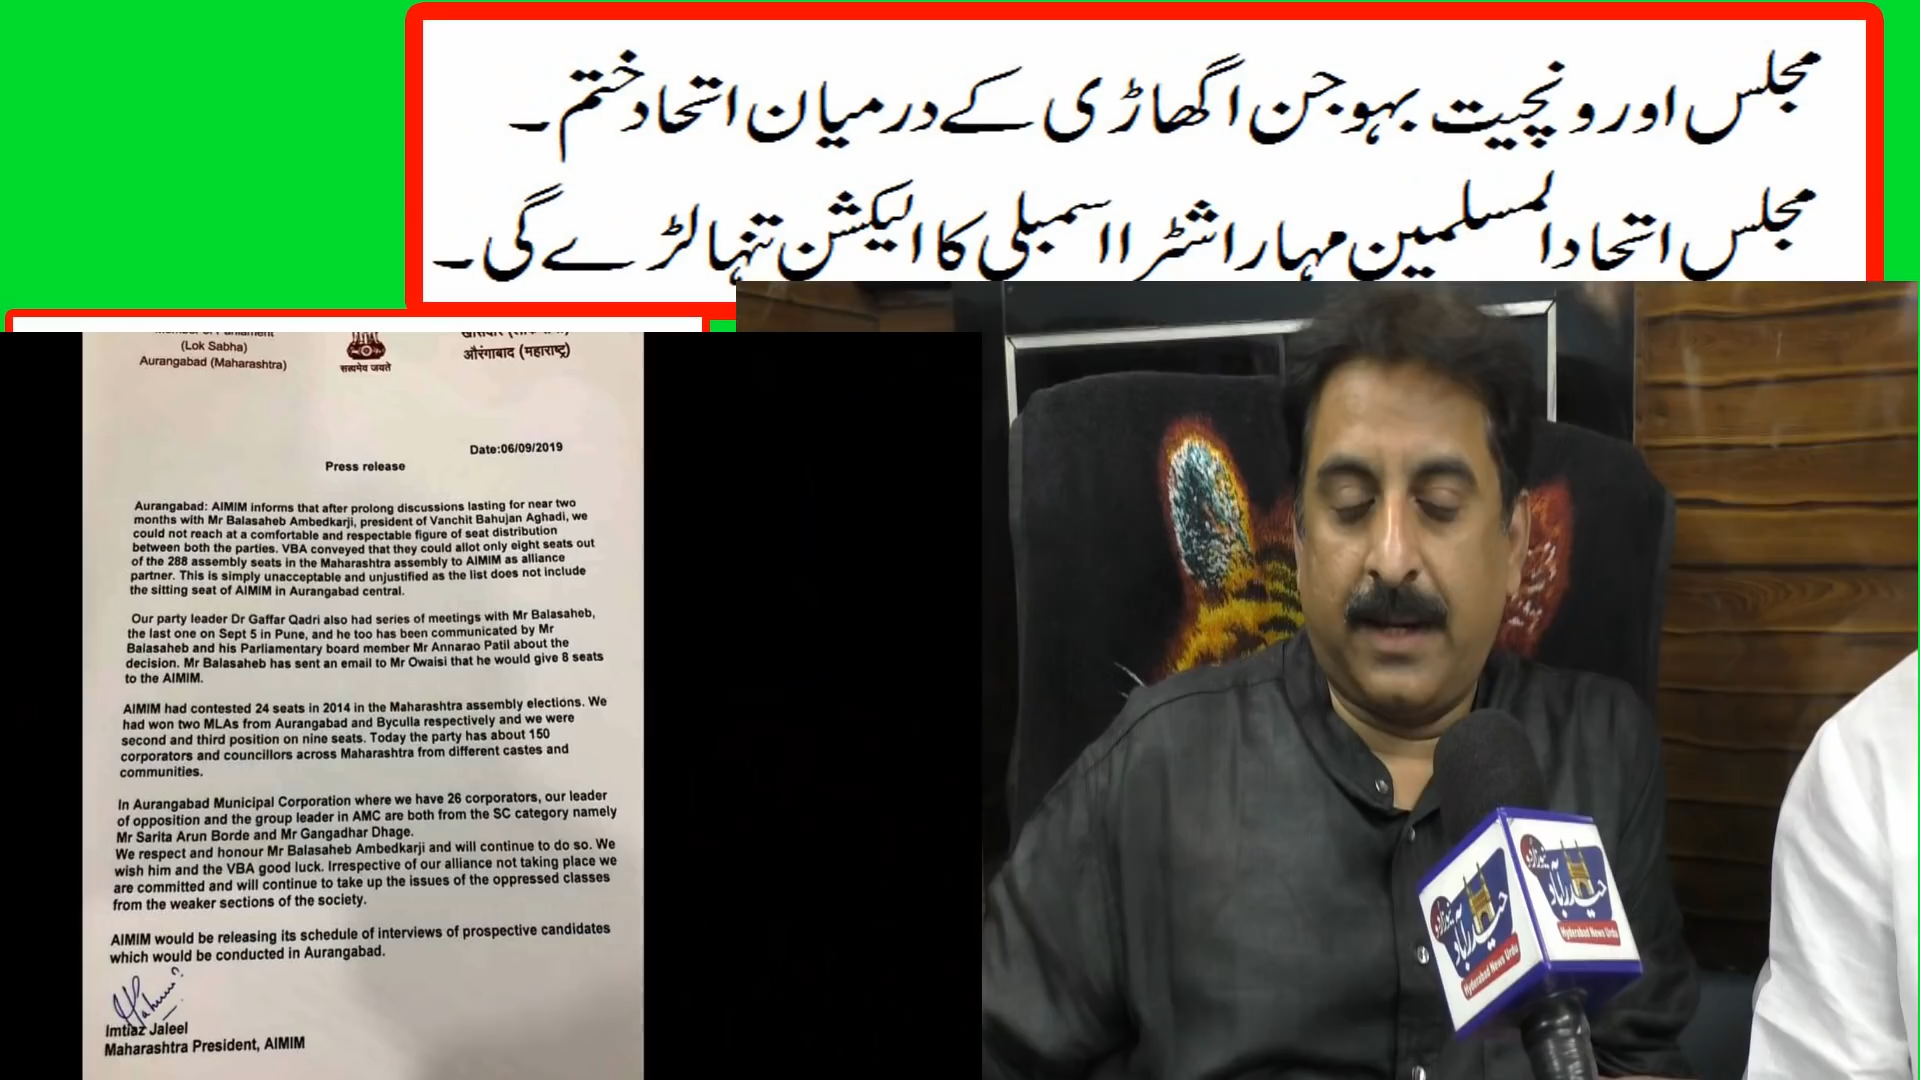 مجلس اور ونچیت بہوجن اگھاڑی کے درمیان اتحاد ختم۔
مجلس اتحاد المسلمین مہاراشٹرا اسمبلی کا الیکشن تنہا لڑے گی۔
Member of Parliament
(Lok Sabha)
Aurangabad (Maharashtra)
सत्यमेव जयते
औरंगाबाद (महाराष्ट्र)
Date:06/09/2019
Press release
Aurangabad: AIMIM informs that after prolong discussions lasting for near two
months with Mr Balasaheb Ambedkarji, president of Vanchit Bahujan Aghadi, we
could not reach at a comfortable and respectable figure of seat distribution
between both the parties. VBA conveyed that they could allot only eight seats out
of the 288 assembly seats in the Maharashtra assembly to AIMIM as alliance
partner. This is simply unacceptable and unjustified as the list does not include
the sitting seat of AIMIM in Aurangabad central.
Our party leader Dr Gaffar Qadri also had series of meetings with Mr Balasaheb,
the last one on Sept 5 in Pune, and he too has been communicated by Mr
Balasaheb and his Parliamentary board member Mr Annarao Patil about the
decision. Mr Balasaheb has sent an email to Mr Owaisi that he would give 8 seats
to the AIMIM.
AIMIM had contested 24 seats in 2014 in the Maharashtra assembly elections. We
had won two MLAs from Aurangabad and Byculla respectively and we were
second and third position on nine seats. Today the party has about 150
corporators and councillors across Maharashtra from different castes and
communities.
In Aurangabad Municipal Corporation where we have 26 corporators, our leader
of opposition and the group leader in AMC are both from the SC category namely
Mr Sarita Arun Borde and Mr Gangadhar Dhage.
We respect and honour Mr Balasaheb Ambedkarji and will continue to do so. We
wish him and the VBA good luck. Irrespective of our alliance not taking place we
are committed and will continue to take up the issues of the oppressed classes
from the weaker sections of the society.
AIMIM would be releasing its schedule of interviews of prospective candidates
which would be conducted in Aurangabad.
Imtiaz Jaleel
Maharashtra President, AIMIM
حیدرآباد
نیوز اردو
Hyderabad News Urdu
حیدرآباد
نیوز اردو
Hyderabad News Urdu